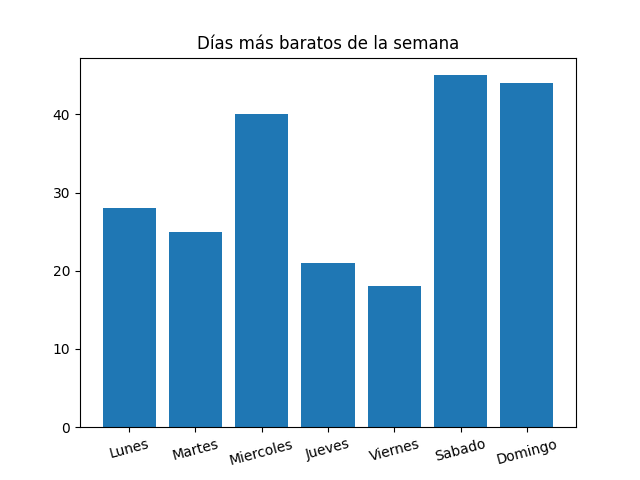 Días más baratos de la semana
40
30
20
10
0
Lunes
Martes
Miercoles
Jueves
Viernes
Sabado
Domingo